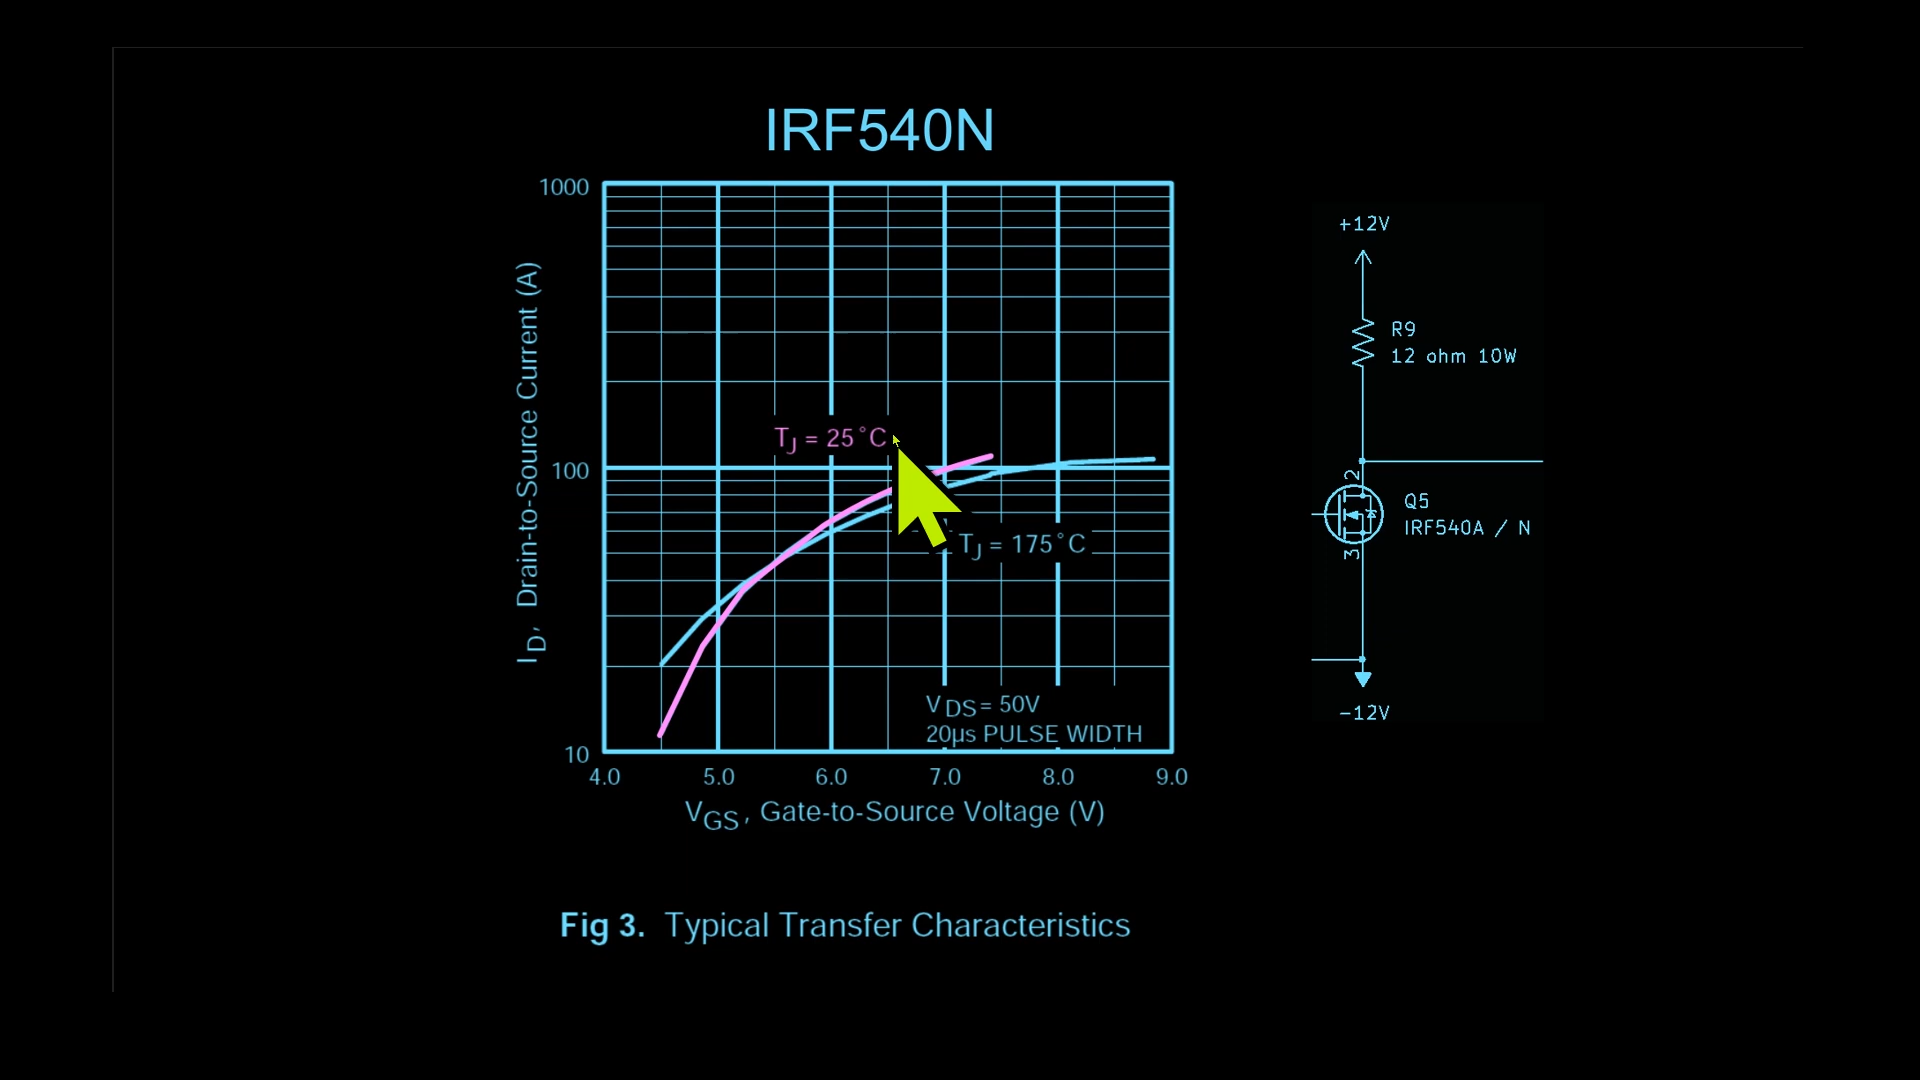 IRF540N
1000
100
10
I D, Drain-to-Source Current (A)
TJ = 25°C
TJ = 175°C
VDS = 50V
20µs PULSE WIDTH
4.0 5.0 6.0 7.0 8.0 9.0
VGS, Gate-to-Source Voltage (V)
Fig 3. Typical Transfer Characteristics
+12V
R9
12 ohm 10W
2
Q5
IRF540A / N
3
-12V